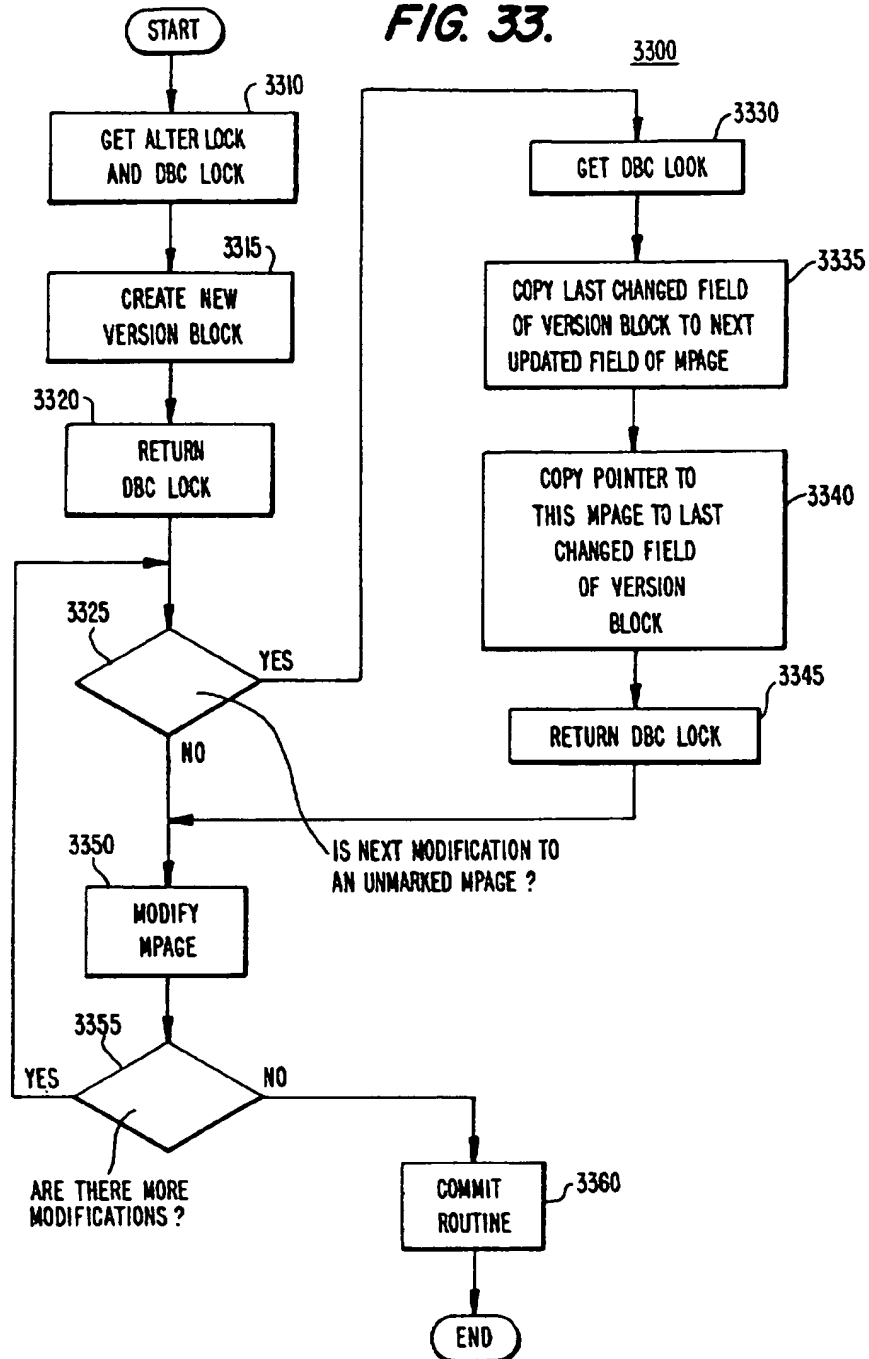 FIG. 33.
3300
START
3310
GET ALTER LOCK
AND DBC LOCK
3315
CREATE NEW
VERSION BLOCK
3320
RETURN
DBC LOCK
3325
YES
NO
IS NEXT MODIFICATION TO
AN UNMARKED MPAGE ?
3330
GET DBC LOOK
3335
COPY LAST CHANGED FIELD
OF VERSION BLOCK TO NEXT
UPDATED FIELD OF MPAGE
3340
COPY POINTER TO
THIS MPAGE TO LAST
CHANGED FIELD
OF VERSION
BLOCK
3345
RETURN DBC LOCK
3350
MODIFY
MPAGE
3355
YES
NO
ARE THERE MORE
MODIFICATIONS ?
3360
COMMIT
ROUTINE
END